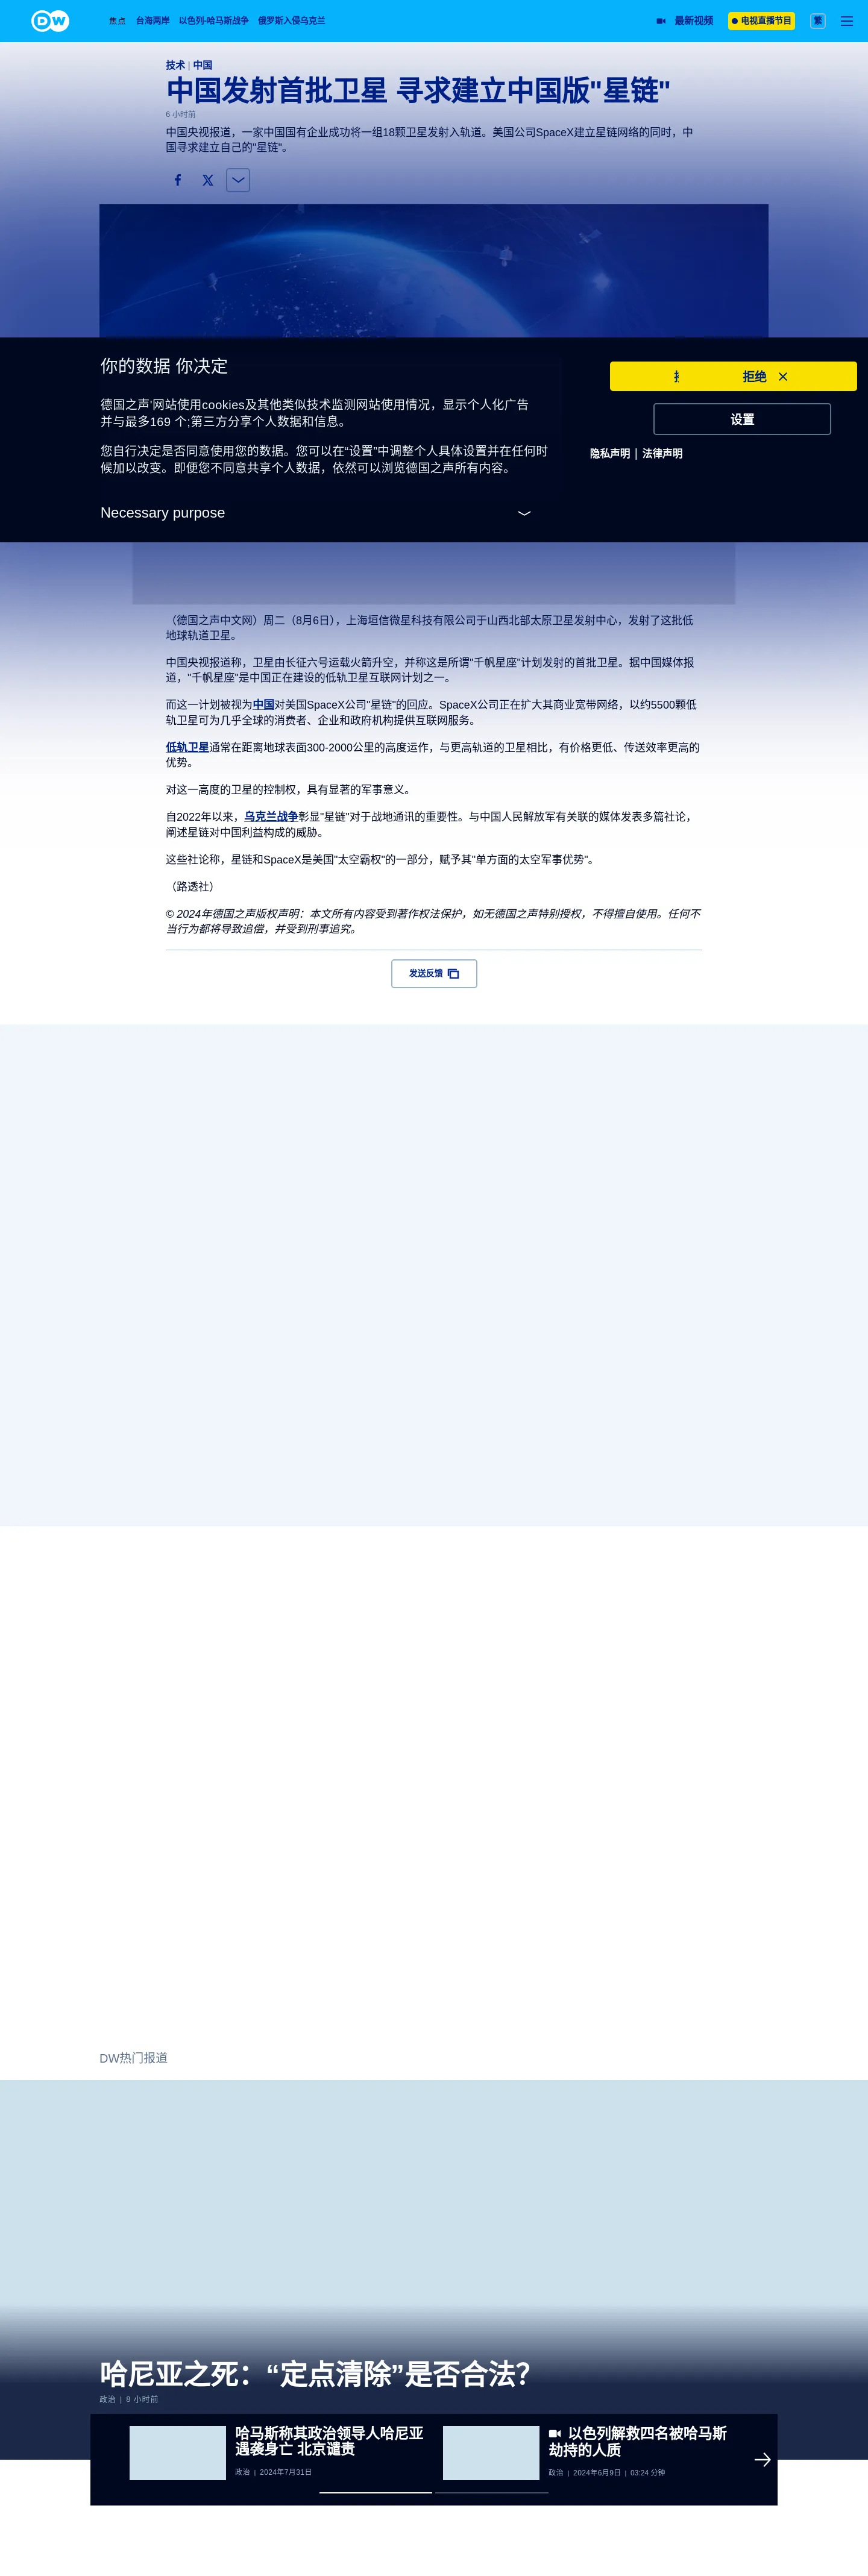 DW
焦点 台海两岸 以色列-哈马斯战争 俄罗斯入侵乌克兰 最新视频 电视直播节目 繁
技术 | 中国
中国发射首批卫星 寻求建立中国版"星链"
6 小时前
中国央视报道，一家中国国有企业成功将一组18颗卫星发射入轨道。美国公司SpaceX建立星链网络的同时，中
国寻求建立自己的"星链"。
你的数据 你决定
德国之声'网站使用cookies及其他类似技术监测网站使用情况，显示个人化广告
并与最多169 个;第三方分享个人数据和信息。
您自行决定是否同意使用您的数据。您可以在“设置”中调整个人具体设置并在任何时
候加以改变。即便您不同意共享个人数据，依然可以浏览德国之声所有内容。
Necessary purpose
拒绝
设置
隐私声明 | 法律声明
（德国之声中文网）周二（8月6日），上海垣信微星科技有限公司于山西北部太原卫星发射中心，发射了这批低
地球轨道卫星。
中国央视报道称，卫星由长征六号运载火箭升空，并称这是所谓"千帆星座"计划发射的首批卫星。据中国媒体报
道，"千帆星座"是中国正在建设的低轨卫星互联网计划之一。
而这一计划被视为中国对美国SpaceX公司"星链"的回应。SpaceX公司正在扩大其商业宽带网络，以约5500颗低
轨卫星可为几乎全球的消费者、企业和政府机构提供互联网服务。
低轨卫星通常在距离地球表面300-2000公里的高度运作，与更高轨道的卫星相比，有价格更低、传送效率更高的
优势。
对这一高度的卫星的控制权，具有显著的军事意义。
自2022年以来，乌克兰战争彰显"星链"对于战地通讯的重要性。与中国人民解放军有关联的媒体发表多篇社论，
阐述星链对中国利益构成的威胁。
这些社论称，星链和SpaceX是美国"太空霸权"的一部分，赋予其"单方面的太空军事优势"。
（路透社）
© 2024年德国之声版权声明：本文所有内容受到著作权法保护，如无德国之声特别授权，不得擅自使用。任何不
当行为都将导致追偿，并受到刑事追究。
发送反馈
DW热门报道
哈尼亚之死：“定点清除”是否合法？
政治 | 8 小时前
哈马斯称其政治领导人哈尼亚
遇袭身亡 北京谴责
政治 | 2024年7月31日
以色列解救四名被哈马斯
劫持的人质
政治 | 2024年6月9日 | 03:24 分钟